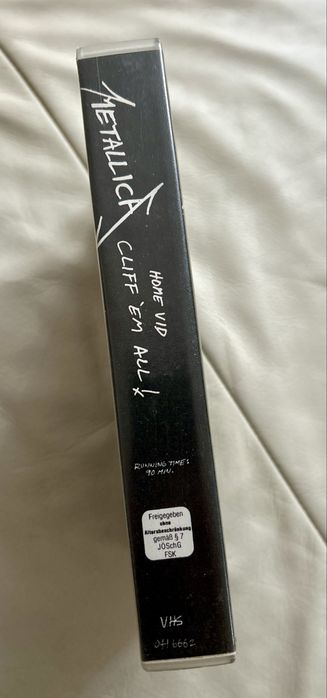 METALLICA
HOME VID
CLIFF 'EM ALL!
RUNNING TIME:
90 MIN.
Freigegeben
ohne
Altersbeschränkung
gemäß § 7
JÖSchG
FSK
VHS
041 6662